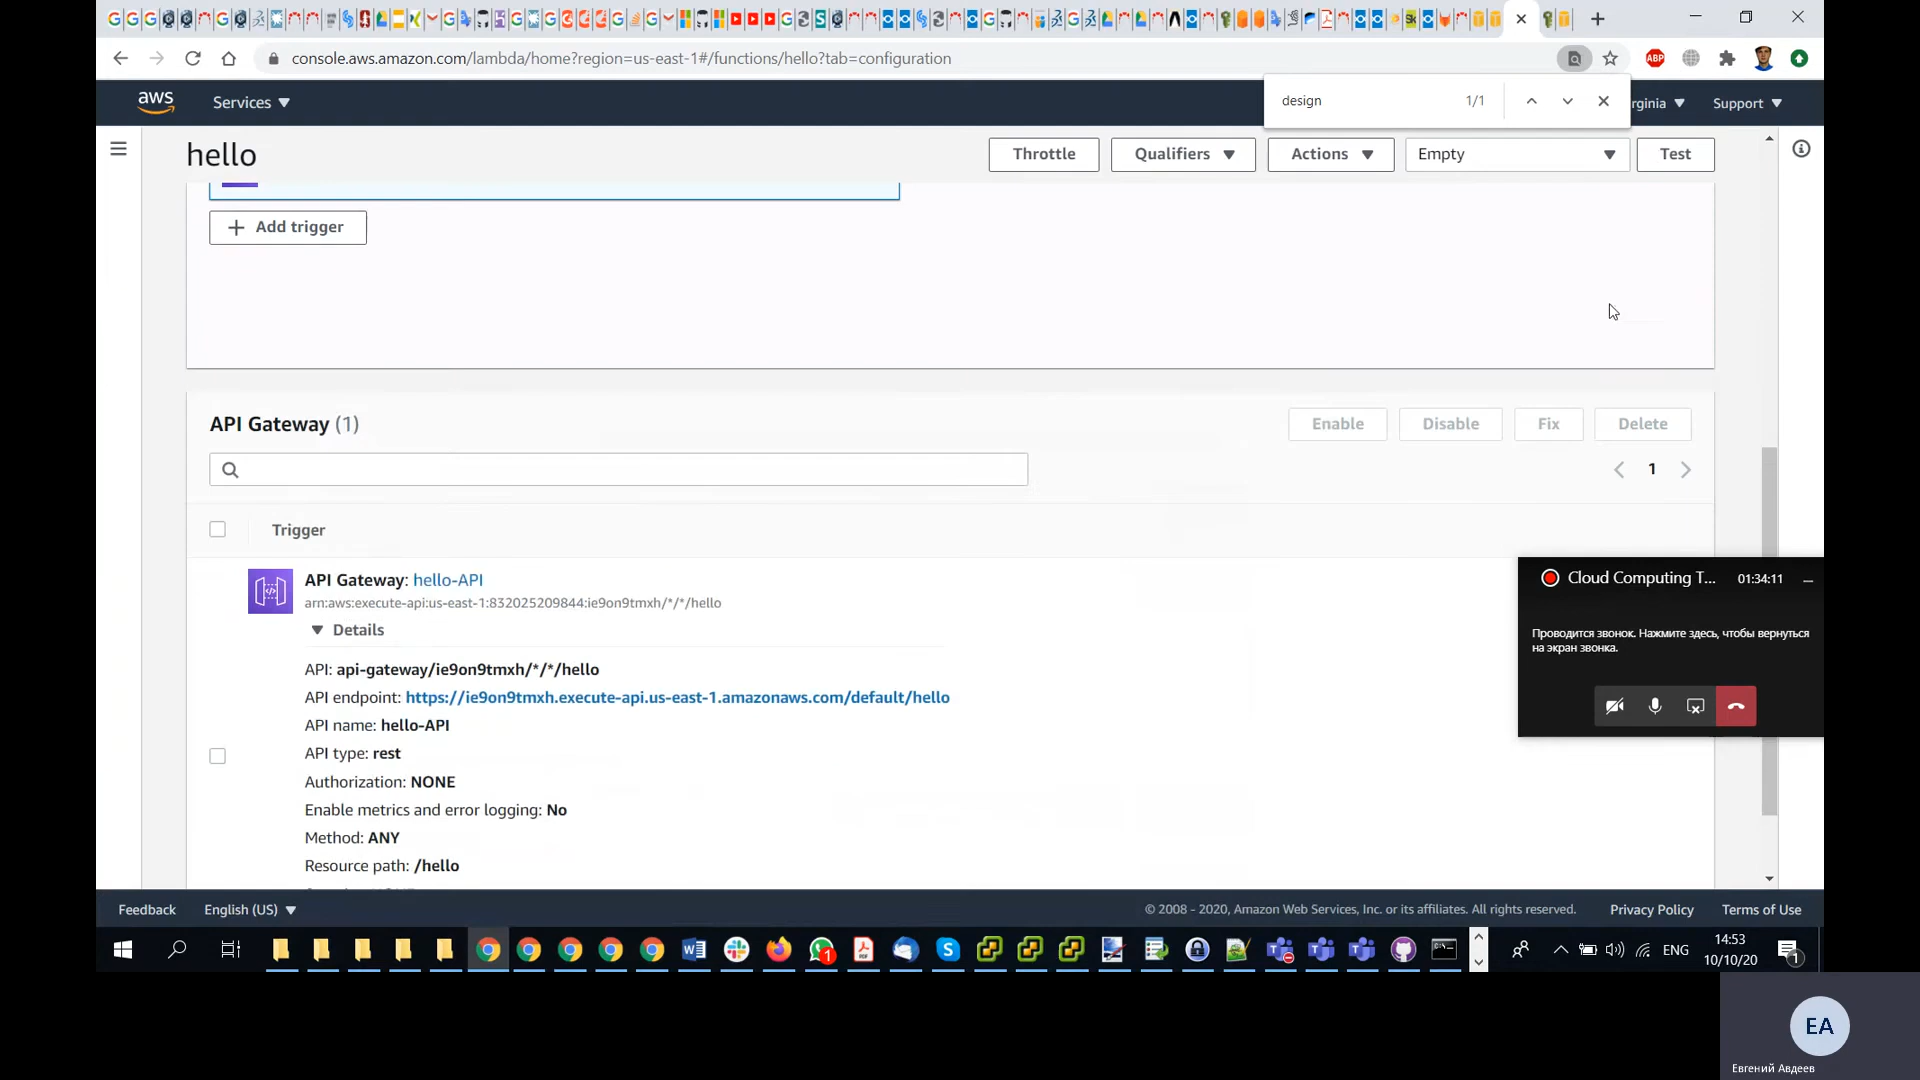 console.aws.amazon.com/lambda/home?region=us-east-1#/functions/hello?tab=configuration
ABP
design 1/1
aws Services rginia Support
hello Throttle Qualifiers Actions Empty Test
Add trigger
API Gateway (1) Enable Disable Fix Delete
1
Trigger
API Gateway: hello-API
arn:aws:execute-api:us-east-1:832025209844:ie9on9tmxh/*/*/hello
Details
API: api-gateway/ie9on9tmxh/*/*/hello
API endpoint: https://ie9on9tmxh.execute-api.us-east-1.amazonaws.com/default/hello
API name: hello-API
API type: rest
Authorization: NONE
Enable metrics and error logging: No
Method: ANY
Resource path: /hello
Cloud Computing T... 01:34:11
Проводится звонок. Нажмите здесь, чтобы вернуться
на экран звонка.
Feedback English (US) © 2008 - 2020, Amazon Web Services, Inc. or its affiliates. All rights reserved. Privacy Policy Terms of Use
1
ENG
14:53
10/10/20
1
EA
Евгений Авдеев